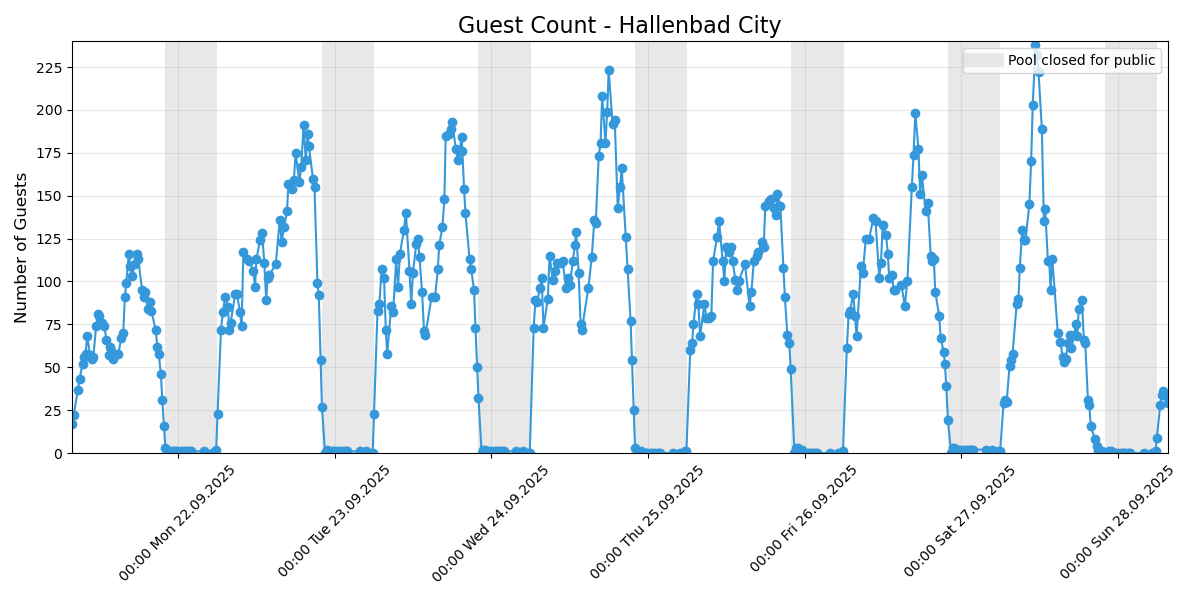 Guest Count - Hallenbad City
Pool closed for public
Number of Guests
225
200
175
150
125
100
75
50
25
0
00:00 Mon 22.09.2025
00:00 Tue 23.09.2025
00:00 Wed 24.09.2025
00:00 Thu 25.09.2025
00:00 Fri 26.09.2025
00:00 Sat 27.09.2025
00:00 Sun 28.09.2025